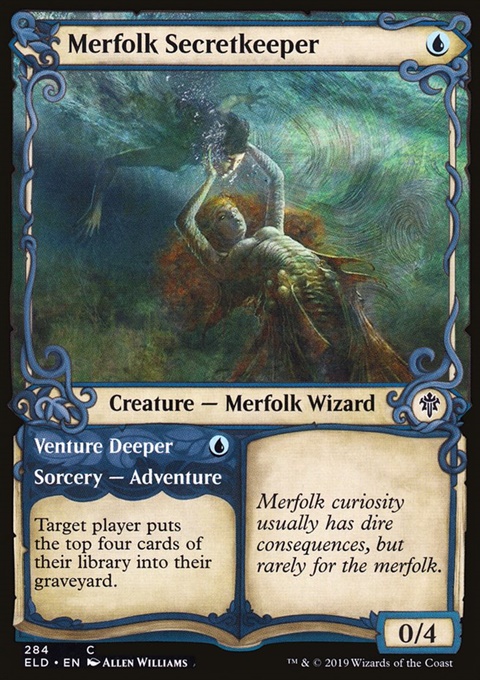 Merfolk Secretkeeper
Creature — Merfolk Wizard
Venture Deeper
Sorcery — Adventure
Target player puts
the top four cards of
their library into their
graveyard.
Merfolk curiosity
usually has dire
consequences, but
rarely for the merfolk.
0/4
284 C
ELD • EN Allen Williams
™ & © 2019 Wizards of the Coast